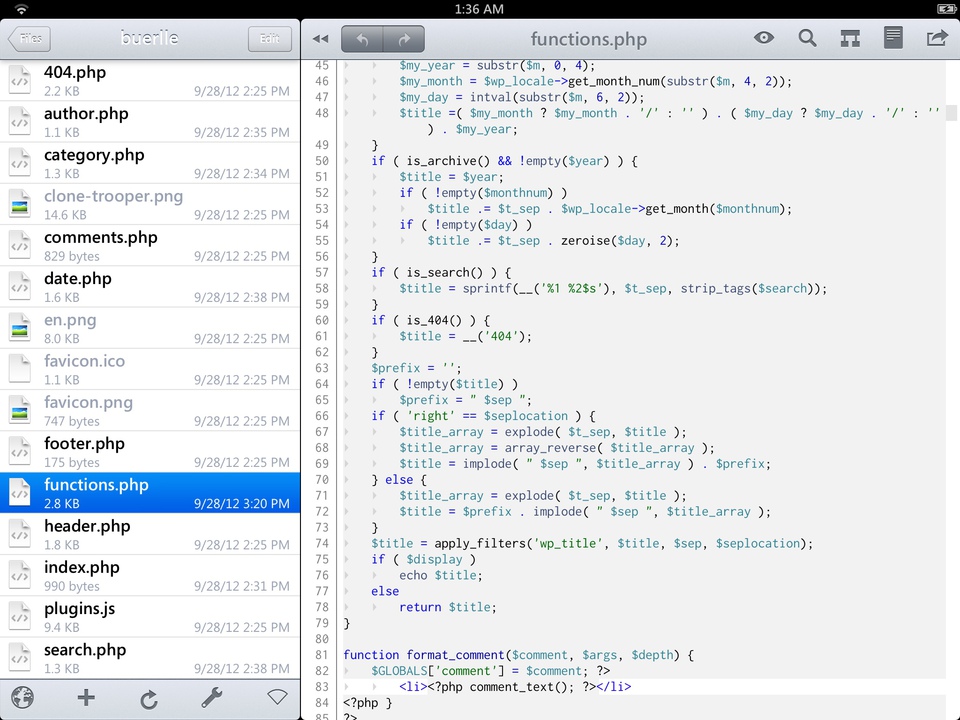 1:36 AM
Files
buerlle
Edit
404.php
2.2 KB 9/28/12 2:25 PM
author.php
1.1 KB 9/28/12 2:35 PM
category.php
1.3 KB 9/28/12 2:34 PM
clone-trooper.png
14.6 KB 9/28/12 2:25 PM
comments.php
829 bytes 9/28/12 2:25 PM
date.php
1.6 KB 9/28/12 2:38 PM
en.png
8.0 KB 9/28/12 2:25 PM
favicon.ico
1.1 KB 9/28/12 2:25 PM
favicon.png
747 bytes 9/28/12 2:25 PM
footer.php
175 bytes 9/28/12 2:25 PM
functions.php
2.8 KB 9/28/12 3:20 PM
header.php
1.8 KB 9/28/12 2:25 PM
index.php
990 bytes 9/28/12 2:31 PM
plugins.js
9.4 KB 9/28/12 2:25 PM
search.php
1.3 KB 9/28/12 2:38 PM
functions.php
45 $my_year = substr($m, 0, 4);
46 $my_month = $wp_locale->get_month_num(substr($m, 4, 2));
47 $my_day = intval(substr($m, 6, 2));
48 $title =( $my_month ? $my_month . '/' : '' ) . ( $my_day ? $my_day . '/' : ''
) . $my_year;
49 }
50 if ( is_archive() && !empty($year) ) {
51 $title = $year;
52 if ( !empty($monthnum) )
53 $title .= $t_sep . $wp_locale->get_month($monthnum);
54 if ( !empty($day) )
55 $title .= $t_sep . zeroise($day, 2);
56 }
57 if ( is_search() ) {
58 $title = sprintf(__('%1 %2$s'), $t_sep, strip_tags($search));
59 }
60 if ( is_404() ) {
61 $title = __('404');
62 }
63 $prefix = '';
64 if ( !empty($title) )
65 $prefix = " $sep ";
66 if ( 'right' == $seplocation ) {
67 $title_array = explode( $t_sep, $title );
68 $title_array = array_reverse( $title_array );
69 $title = implode( " $sep ", $title_array ) . $prefix;
70 } else {
71 $title_array = explode( $t_sep, $title );
72 $title = $prefix . implode( " $sep ", $title_array );
73 }
74 $title = apply_filters('wp_title', $title, $sep, $seplocation);
75 if ( $display )
76 echo $title;
77 else
78 return $title;
79 }
80
81 function format_comment($comment, $args, $depth) {
82 $GLOBALS['comment'] = $comment; ?>
83 <li><?php comment_text(); ?></li>
84 <?php }
85 ?>